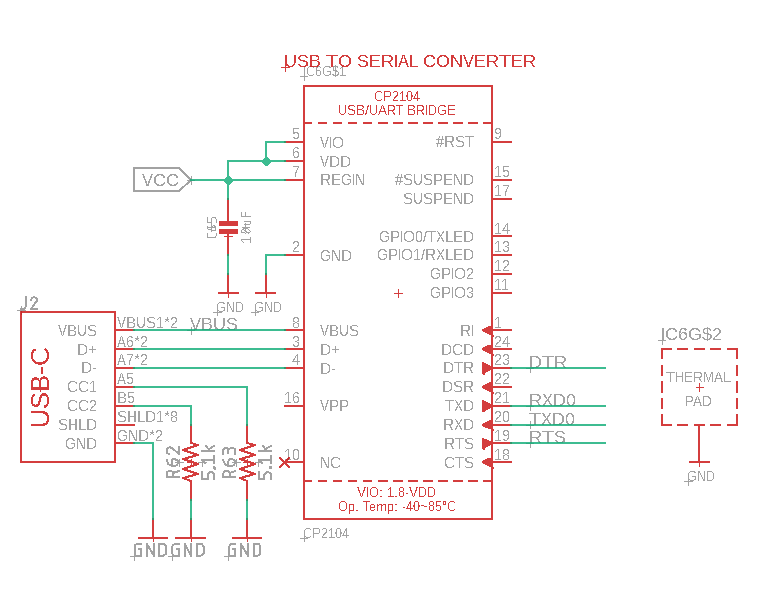 USB TO SERIAL CONVERTER
IC6G$1
CP2104
USB/UART BRIDGE
5 VIO #RST 9
6 VDD
7 REGIN #SUSPEND 15
VCC
SUSPEND 17
GPIO0/TXLED 14
2 GND GPIO1/RXLED 13
GPIO2 12
GPIO3 11
GND GND
J2
VBUS VBUS1*2 VBUS 8 VBUS RI 1
D+ A6*2 3 D+ DCD 24
D- A7*2 4 D- DTR 23 DTR
CC1 A5 DSR 22
CC2 B5 16 VPP TXD 21 RXD0
SHLD SHLD1*8 RXD 20 TXD0
GND GND*2 RTS 19 RTS
10 NC CTS 18
USB-C
R62 5.1K R63 5.1K
VIO: 1.8-VDD
Op. Temp: -40~85°C
CP2104
GND GND GND
IC6G$2
THERMAL
PAD
GND